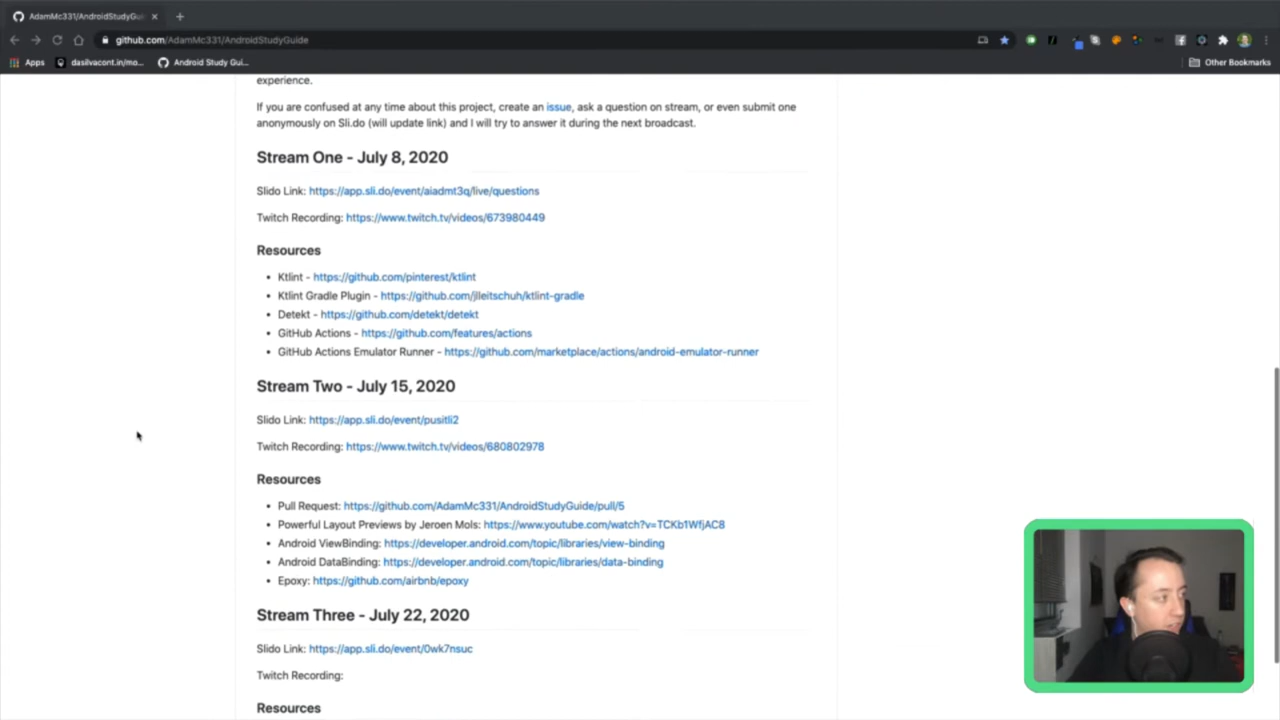 AdamMc331/AndroidStudyGui
github.com/AdamMc331/AndroidStudyGuide
Apps
dasilvacont.in/mo...
Android Study Gui...
Other Bookmarks
experience.
If you are confused at any time about this project, create an issue, ask a question on stream, or even submit one
anonymously on Sli.do (will update link) and I will try to answer it during the next broadcast.
Stream One - July 8, 2020
Slido Link: https://app.sli.do/event/aiadmt3q/live/questions
Twitch Recording: https://www.twitch.tv/videos/673980449
Resources
• Ktlint - https://github.com/pinterest/ktlint
• Ktlint Gradle Plugin - https://github.com/jlleitschuh/ktlint-gradle
• Detekt - https://github.com/detekt/detekt
• GitHub Actions - https://github.com/features/actions
• GitHub Actions Emulator Runner - https://github.com/marketplace/actions/android-emulator-runner
Stream Two - July 15, 2020
Slido Link: https://app.sli.do/event/pusitli2
Twitch Recording: https://www.twitch.tv/videos/680802978
Resources
• Pull Request: https://github.com/AdamMc331/AndroidStudyGuide/pull/5
• Powerful Layout Previews by Jeroen Mols: https://www.youtube.com/watch?v=TCKb1WfjAC8
• Android ViewBinding: https://developer.android.com/topic/libraries/view-binding
• Android DataBinding: https://developer.android.com/topic/libraries/data-binding
• Epoxy: https://github.com/airbnb/epoxy
Stream Three - July 22, 2020
Slido Link: https://app.sli.do/event/0wk7nsuc
Twitch Recording:
Resources